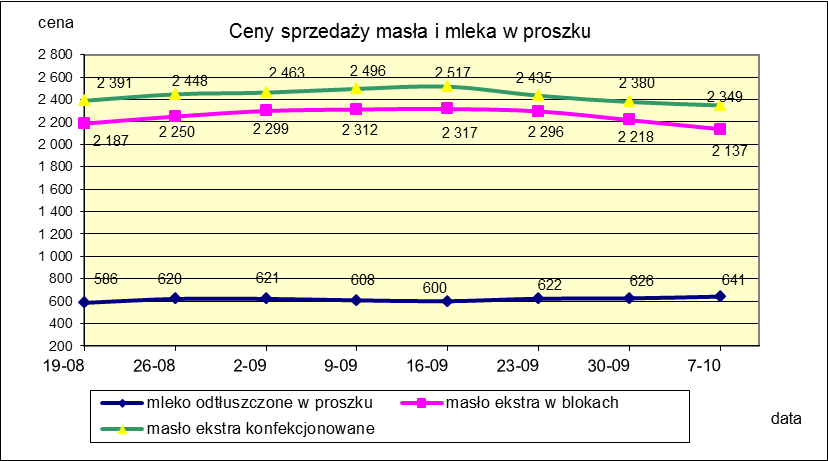 cena
Ceny sprzedaży masła i mleka w proszku
2 800
2 600
2 400
2 200
2 000
1 800
1 600
1 400
1 200
1 000
800
600
400
200
2 391 2 448 2 463 2 496 2 517 2 435 2 380 2 349
2 187 2 250 2 299 2 312 2 317 2 296 2 218 2 137
586 620 621 608 600 622 626 641
19-08 26-08 2-09 9-09 16-09 23-09 30-09 7-10
mleko odtłuszczone w proszku masło ekstra w blokach
masło ekstra konfekcjonowane
data